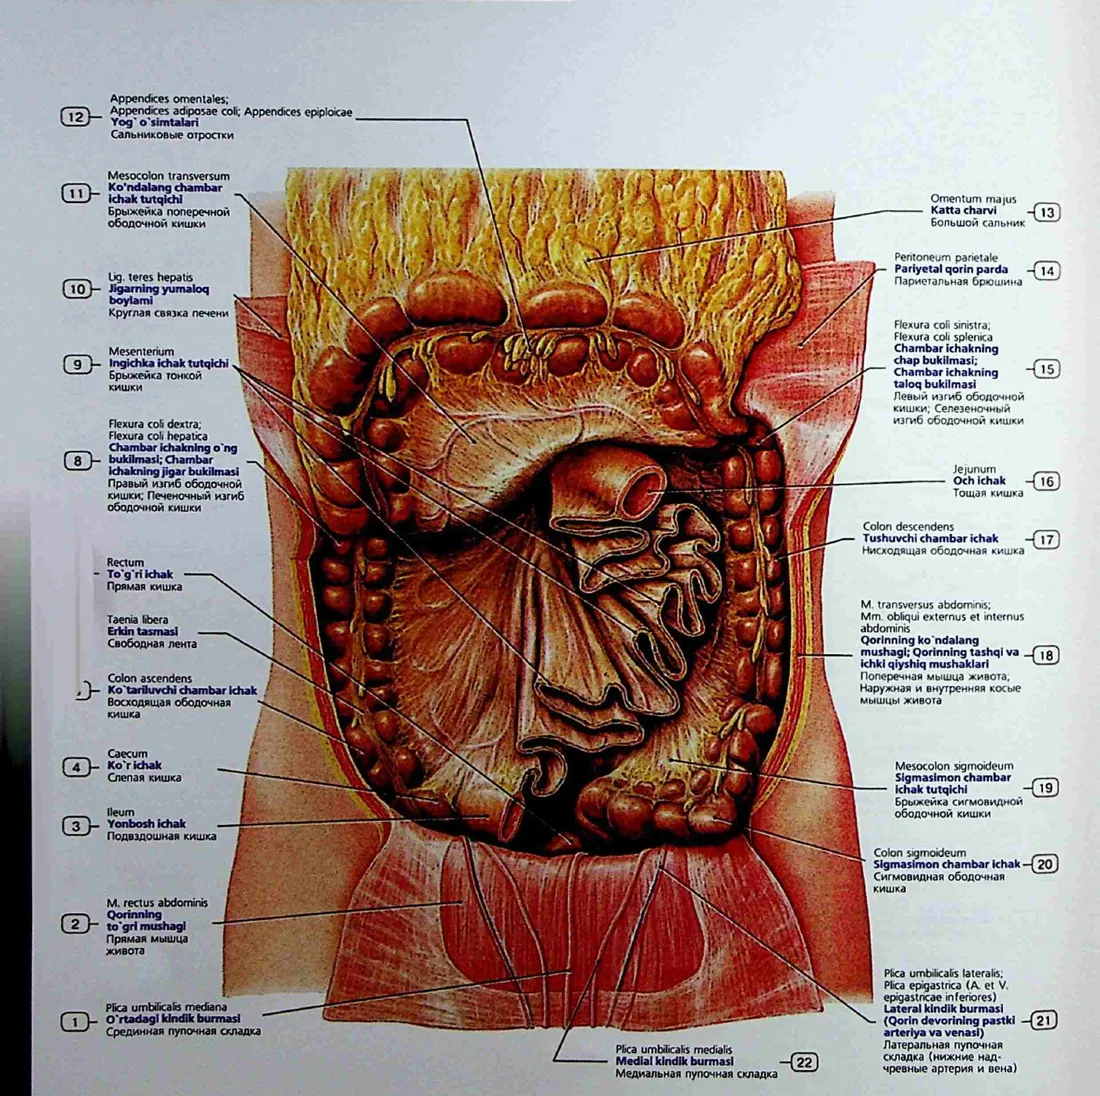 12
Appendices omentales;
Appendices adiposae coli; Appendices epiploicae
Yog` o`simtalari
Сальниковые отростки
11
Mesocolon transversum
Ko'ndalang chambar
ichak tutqichi
Брыжейка поперечной
ободочной кишки
10
Lig. teres hepatis
Jigarning yumaloq
boylami
Круглая связка печени
9
Mesenterium
Ingichka ichak tutqichi
Брыжейка тонкой
кишки
8
Flexura coli dextra;
Flexura coli hepatica
Chambar ichakning o`ng
bukilmasi; Chambar
ichakning jigar bukilmasi
Правый изгиб ободочной
кишки; Печеночный изгиб
ободочной кишки
Rectum
To`g`ri ichak
Прямая кишка
Taenia libera
Erkin tasmasi
Свободная лента
Colon ascendens
Ko`tariluvchi chambar ichak
Восходящая ободочная
кишка
4
Caecum
Ko`r ichak
Слепая кишка
3
Ileum
Yonbosh ichak
Подвздошная кишка
2
M. rectus abdominis
Qorinning
to`gri mushagi
Прямая мышца
живота
1
Plica umbilicalis mediana
O`rtadagi kindik burmasi
Срединная пупочная складка
Omentum majus
Katta charvi
Большой сальник
13
Peritoneum parietale
Pariyetal qorin parda
Париетальная брюшина
14
Flexura coli sinistra;
Flexura coli splenica
Chambar ichakning
chap bukilmasi;
Chambar ichakning
taloq bukilmasi
Левый изгиб ободочной
кишки; Селезеночный
изгиб ободочной кишки
15
Jejunum
Och ichak
Тощая кишка
16
Colon descendens
Tushuvchi chambar ichak
Нисходящая ободочная кишка
17
M. transversus abdominis;
Mm. obliqui externus et internus
abdominis
Qorinning ko`ndalang
mushagi; Qorinning tashqi va
ichki qiyshiq mushaklari
Поперечная мышца живота;
Наружная и внутренняя косые
мышцы живота
18
Mesocolon sigmoideum
Sigmasimon chambar
ichak tutqichi
Брыжейка сигмовидной
ободочной кишки
19
Colon sigmoideum
Sigmasimon chambar ichak
Сигмовидная ободочная
кишка
20
Plica umbilicalis lateralis;
Plica epigastrica (A. et V.
epigastricae inferiores)
Lateral kindik burmasi
(Qorin devorining pastki
arteriya va venasi)
Латеральная пупочная
складка (нижние над-
чревные артерия и вена)
21
Plica umbilicalis medialis
Medial kindik burmasi
Медиальная пупочная складка
22